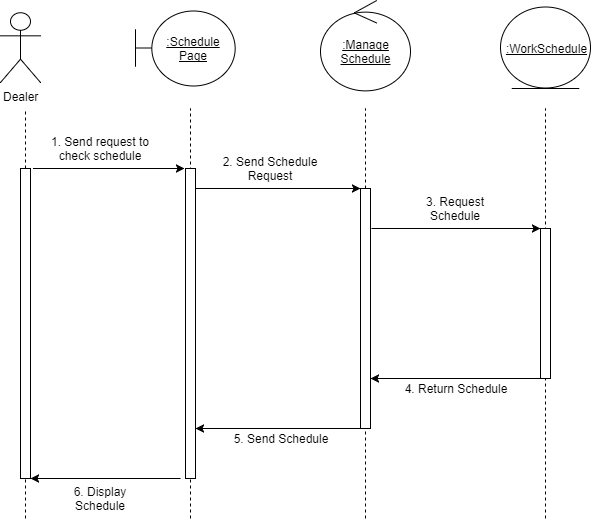 :Schedule
Page
:Manage
Schedule
:WorkSchedule
Dealer
1. Send request to
check schedule
2. Send Schedule
Request
3. Request
Schedule
4. Return Schedule
5. Send Schedule
6. Display
Schedule